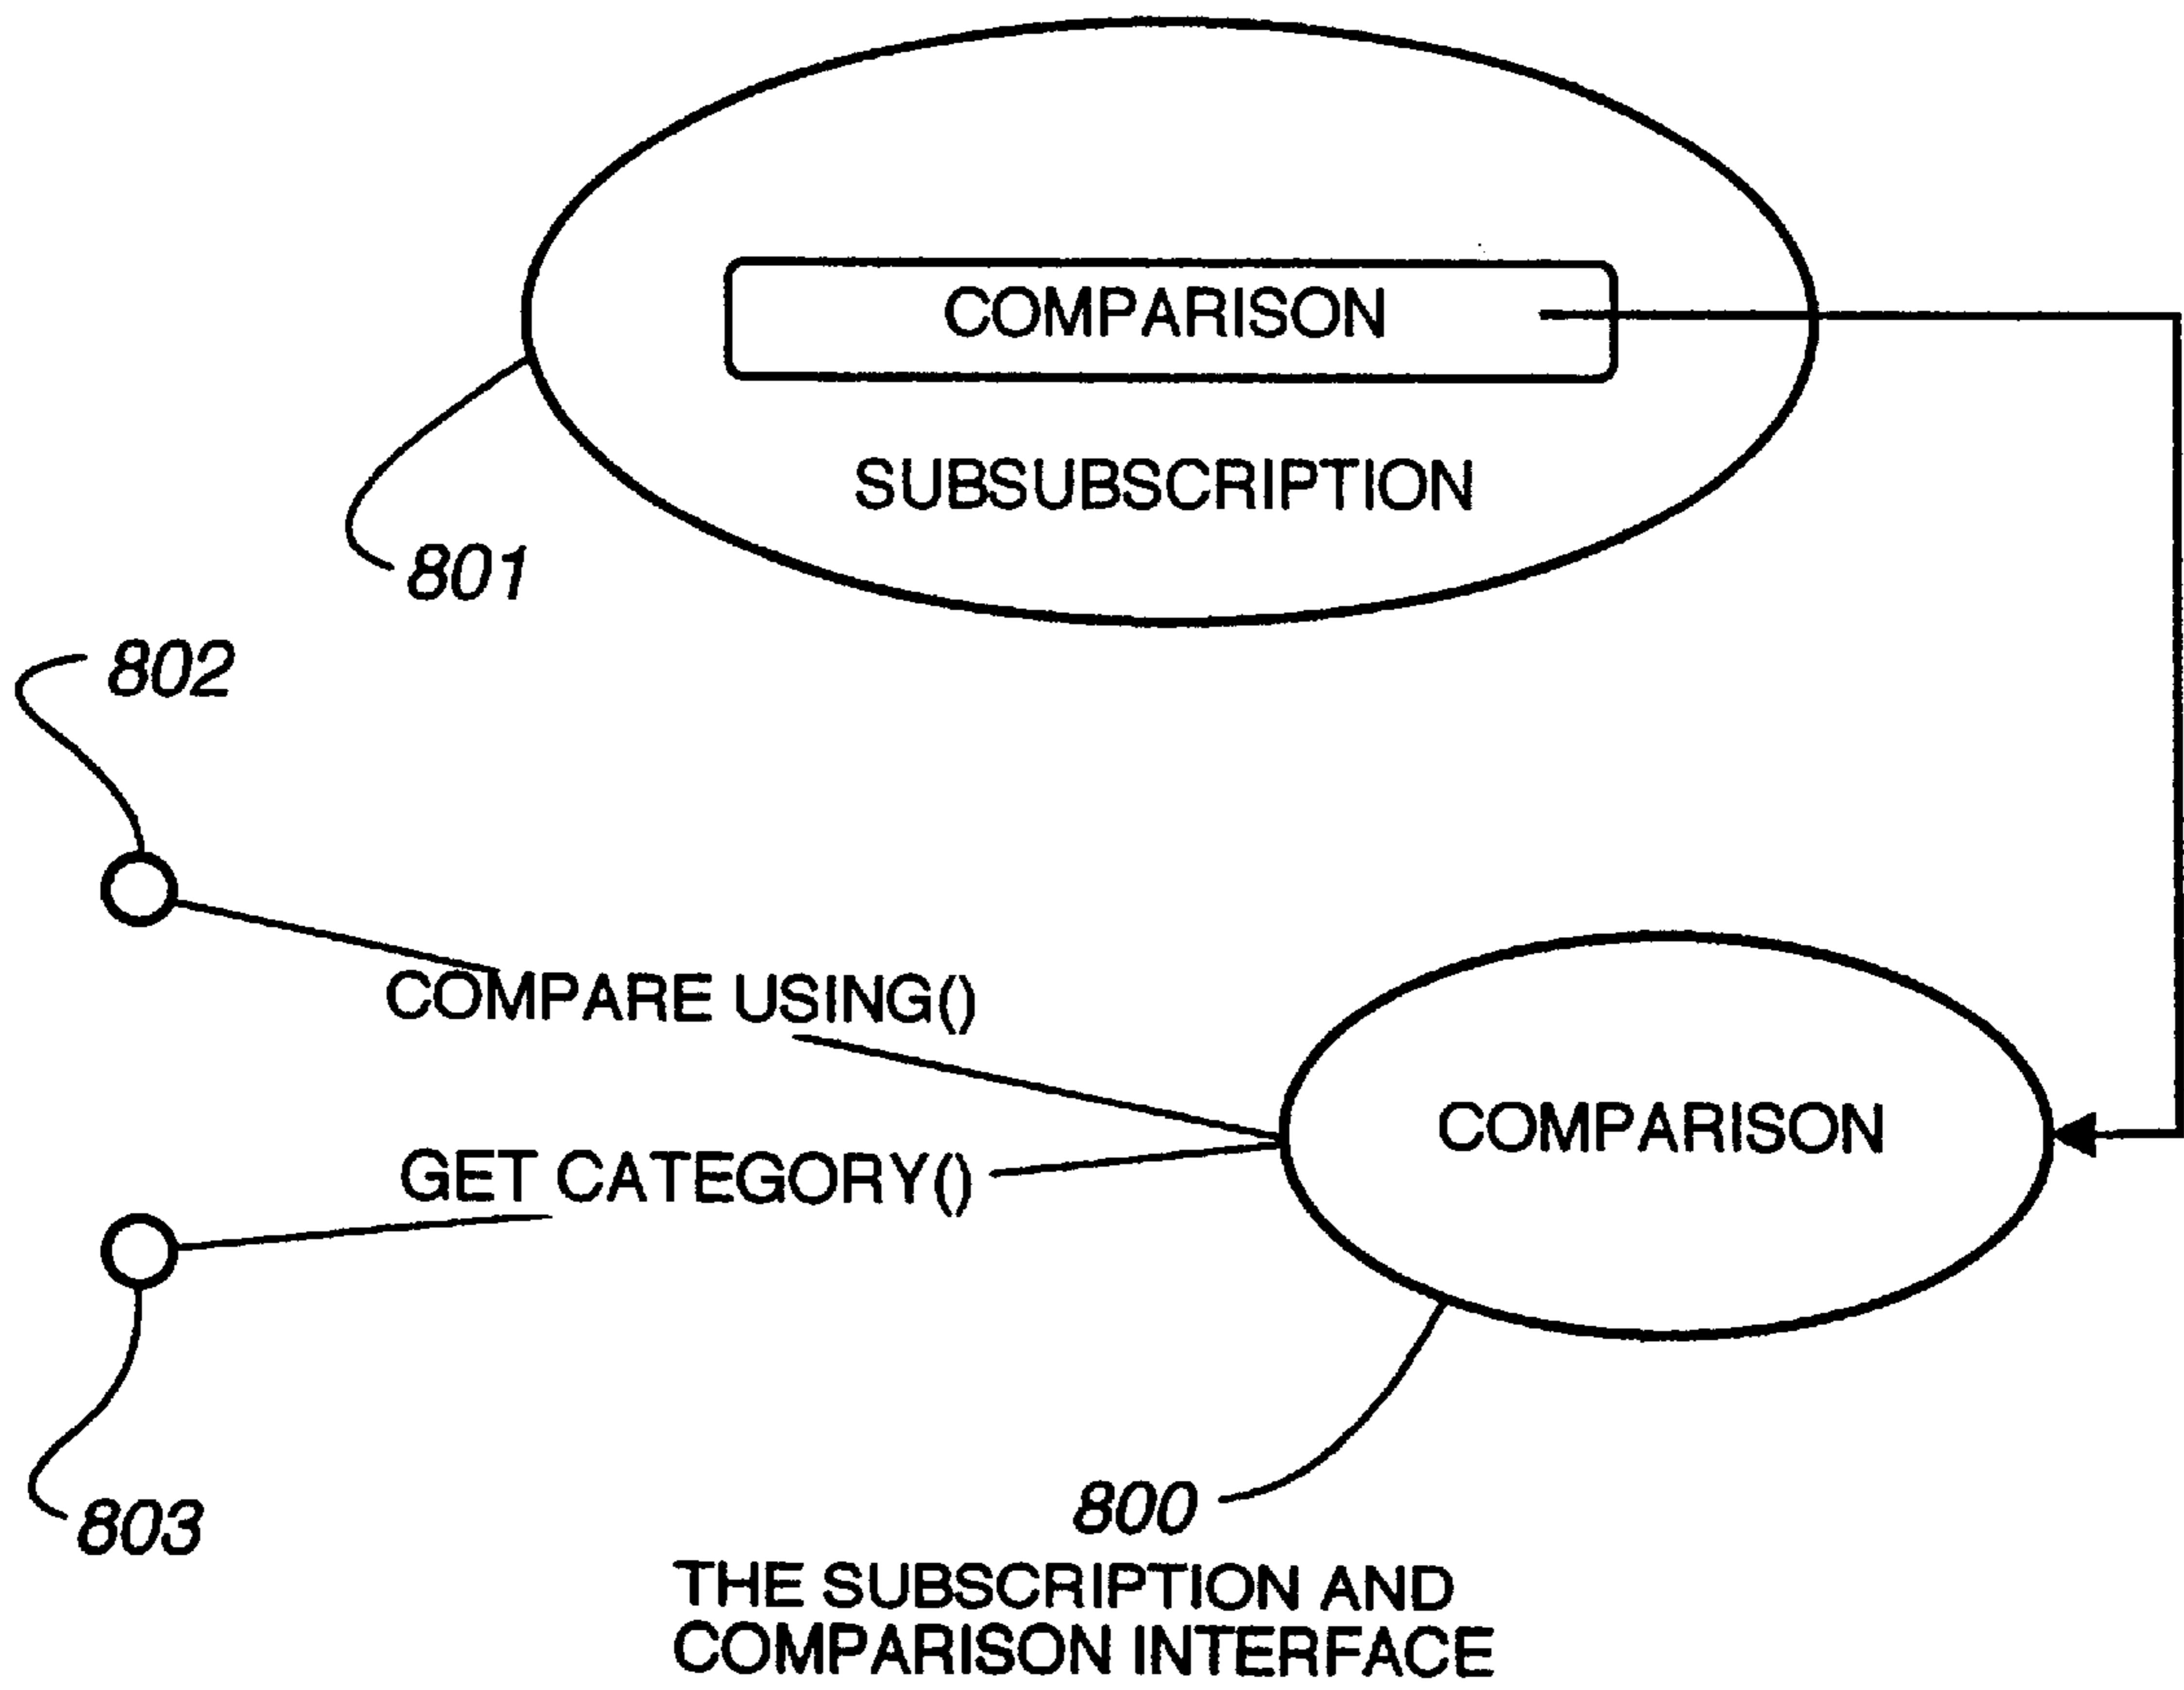 COMPARISON
SUBSUBSCRIPTION
801
802
COMPARE USING()
COMPARISON
GET CATEGORY()
803
800
THE SUBSCRIPTION AND
COMPARISON INTERFACE